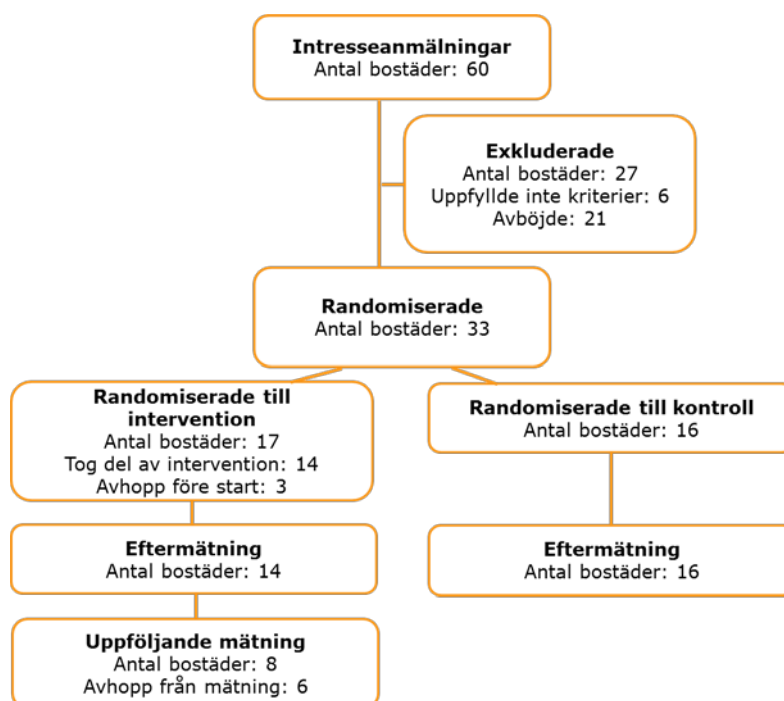 Intresseanmälningar
Antal bostäder: 60
Exkluderade
Antal bostäder: 27
Uppfyllde inte kriterier: 6
Avböjde: 21
Randomiserade
Antal bostäder: 33
Randomiserade till
intervention
Antal bostäder: 17
Tog del av intervention: 14
Avhopp före start: 3
Randomiserade till kontroll
Antal bostäder: 16
Eftermätning
Antal bostäder: 14
Eftermätning
Antal bostäder: 16
Uppföljande mätning
Antal bostäder: 8
Avhopp från mätning: 6